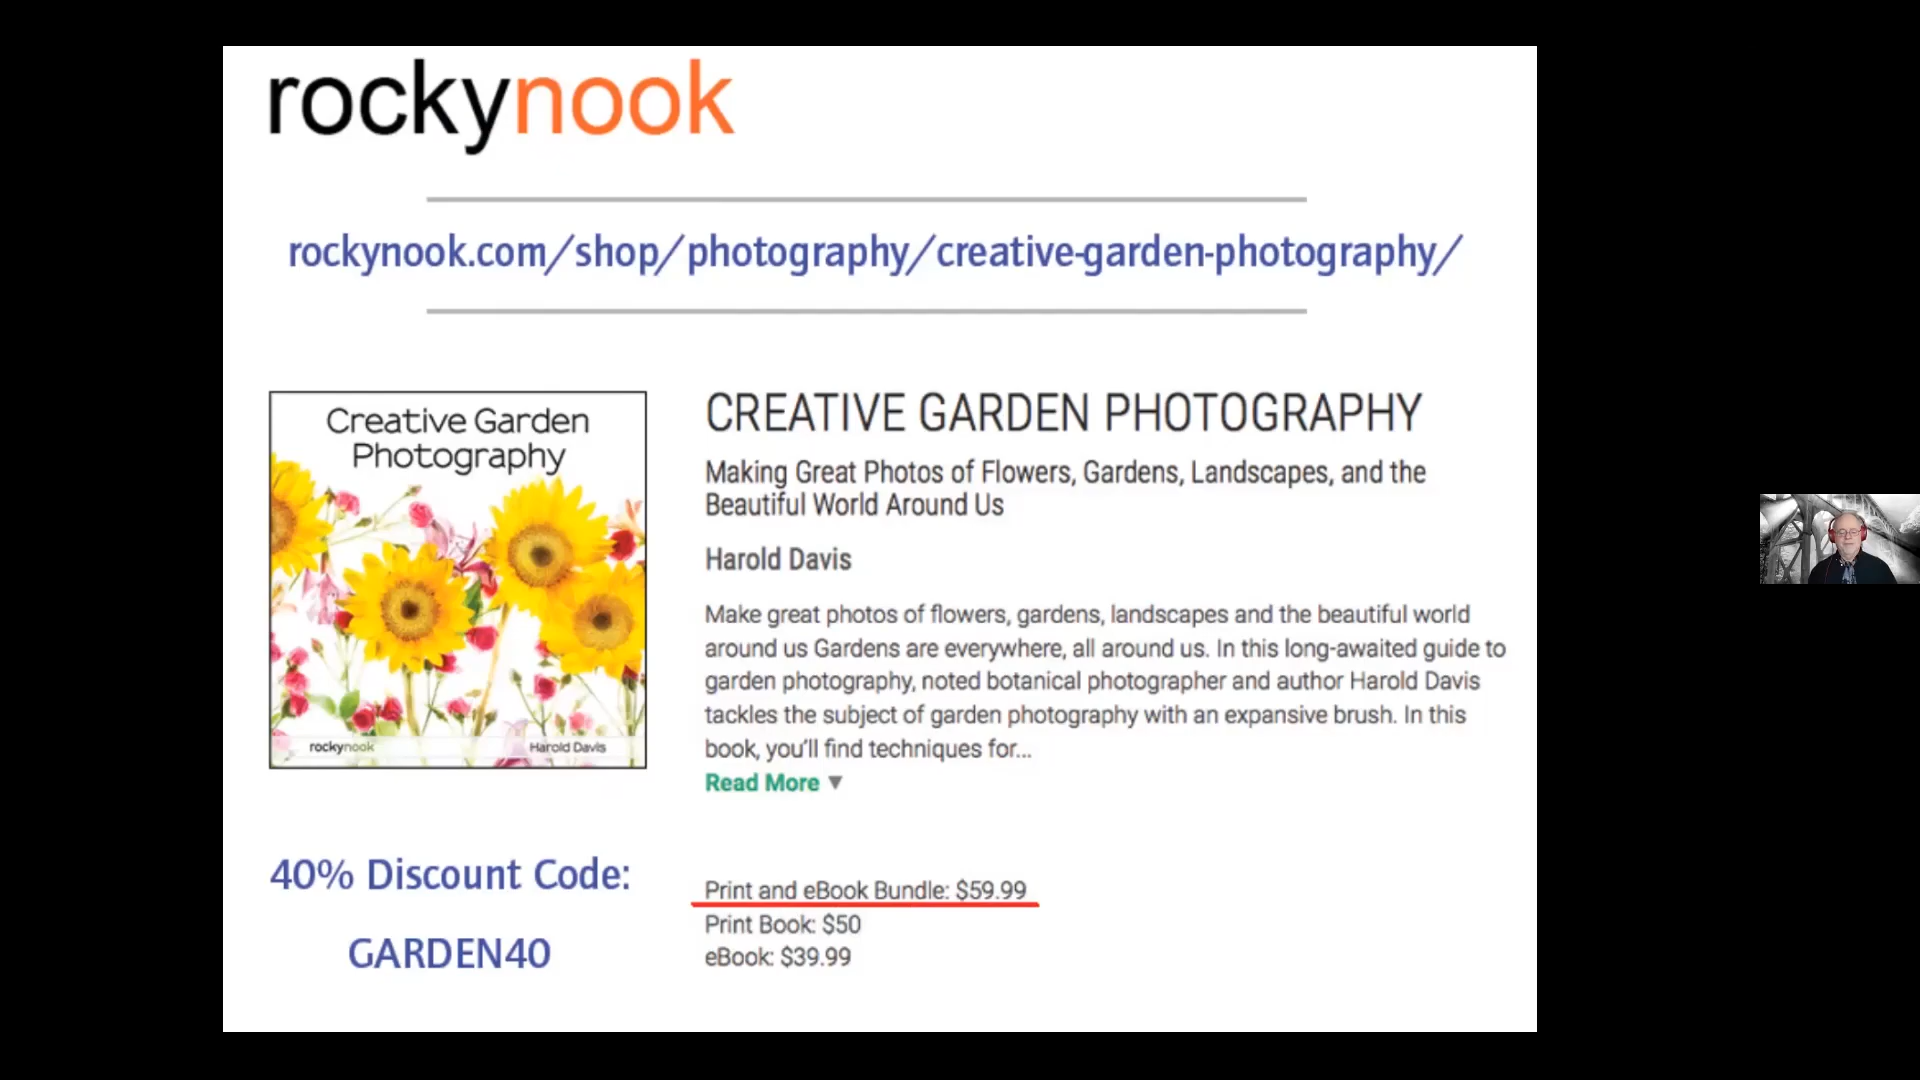 rockynook
rockynook.com/shop/photography/creative-garden-photography/
Creative Garden
Photography
rockynook
Harold Davis
CREATIVE GARDEN PHOTOGRAPHY
Making Great Photos of Flowers, Gardens, Landscapes, and the
Beautiful World Around Us
Harold Davis
Make great photos of flowers, gardens, landscapes and the beautiful world
around us Gardens are everywhere, all around us. In this long-awaited guide to
garden photography, noted botanical photographer and author Harold Davis
tackles the subject of garden photography with an expansive brush. In this
book, you'll find techniques for...
Read More ▼
40% Discount Code:
GARDEN40
Print and eBook Bundle: $59.99
Print Book: $50
eBook: $39.99